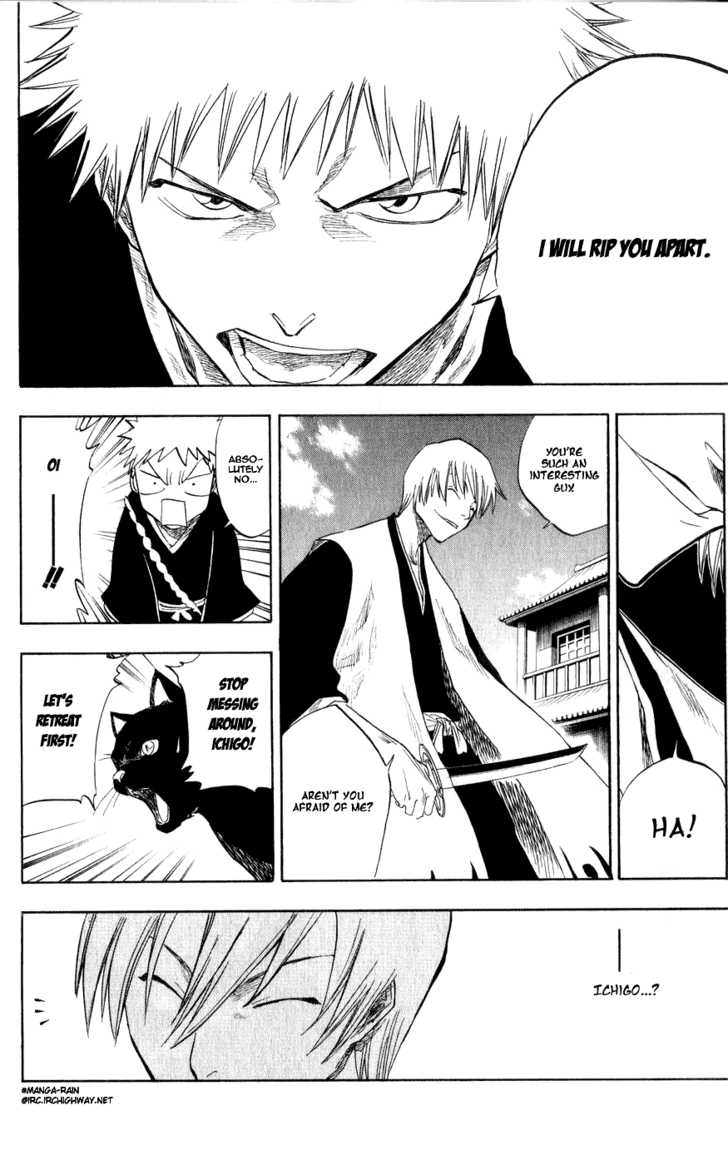 I WILL RIP YOU APART.
HA!
YOU'RE
SUCH AN
INTERESTING
GUY.
AREN'T YOU
AFRAID OF ME?
ABSO-
LUTELY
NO...
OI
!!
STOP
MESSING
AROUND,
ICHIGO!
LET'S
RETREAT
FIRST!
ICHIGO...?
#MANGA-RAIN
@IRC.IRCHIGHWAY.NET